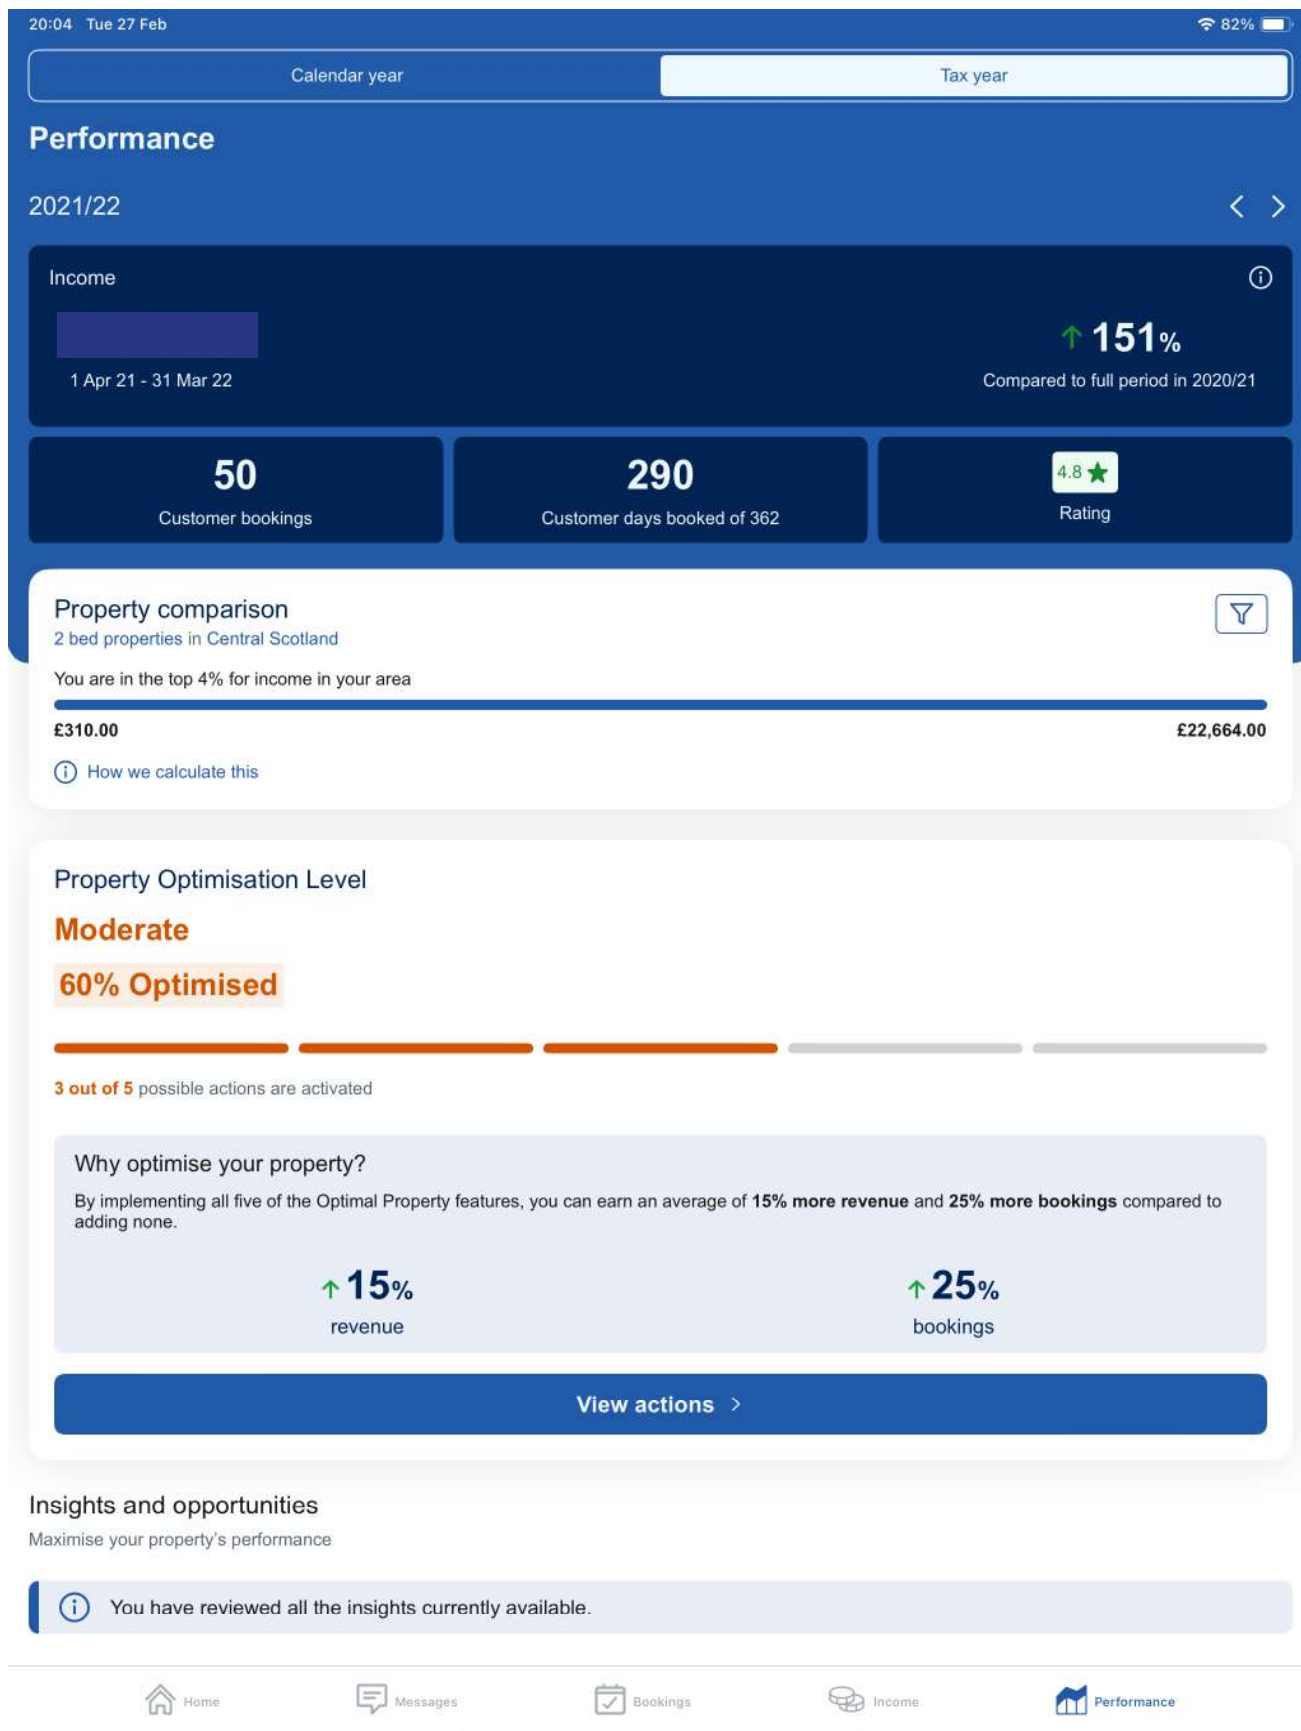 20:04 Tue 27 Feb
82%
Calendar year
Tax year
Performance
2021/22
Income
151%
1 Apr 21 - 31 Mar 22
Compared to full period in 2020/21
50
290
4.8
Customer bookings
Customer days booked of 362
Rating
Property comparison
2 bed properties in Central Scotland
You are in the top 4% for income in your area
£310.00
£22,664.00
How we calculate this
Property Optimisation Level
Moderate
60% Optimised
3 out of 5 possible actions are activated
Why optimise your property?
By implementing all five of the Optimal Property features, you can earn an average of 15% more revenue and 25% more bookings compared to
adding none.
15%
25%
revenue
bookings
View actions
Insights and opportunities
Maximise your property's performance
You have reviewed all the insights currently available.
Home
Messages
Bookings
Income
Performance